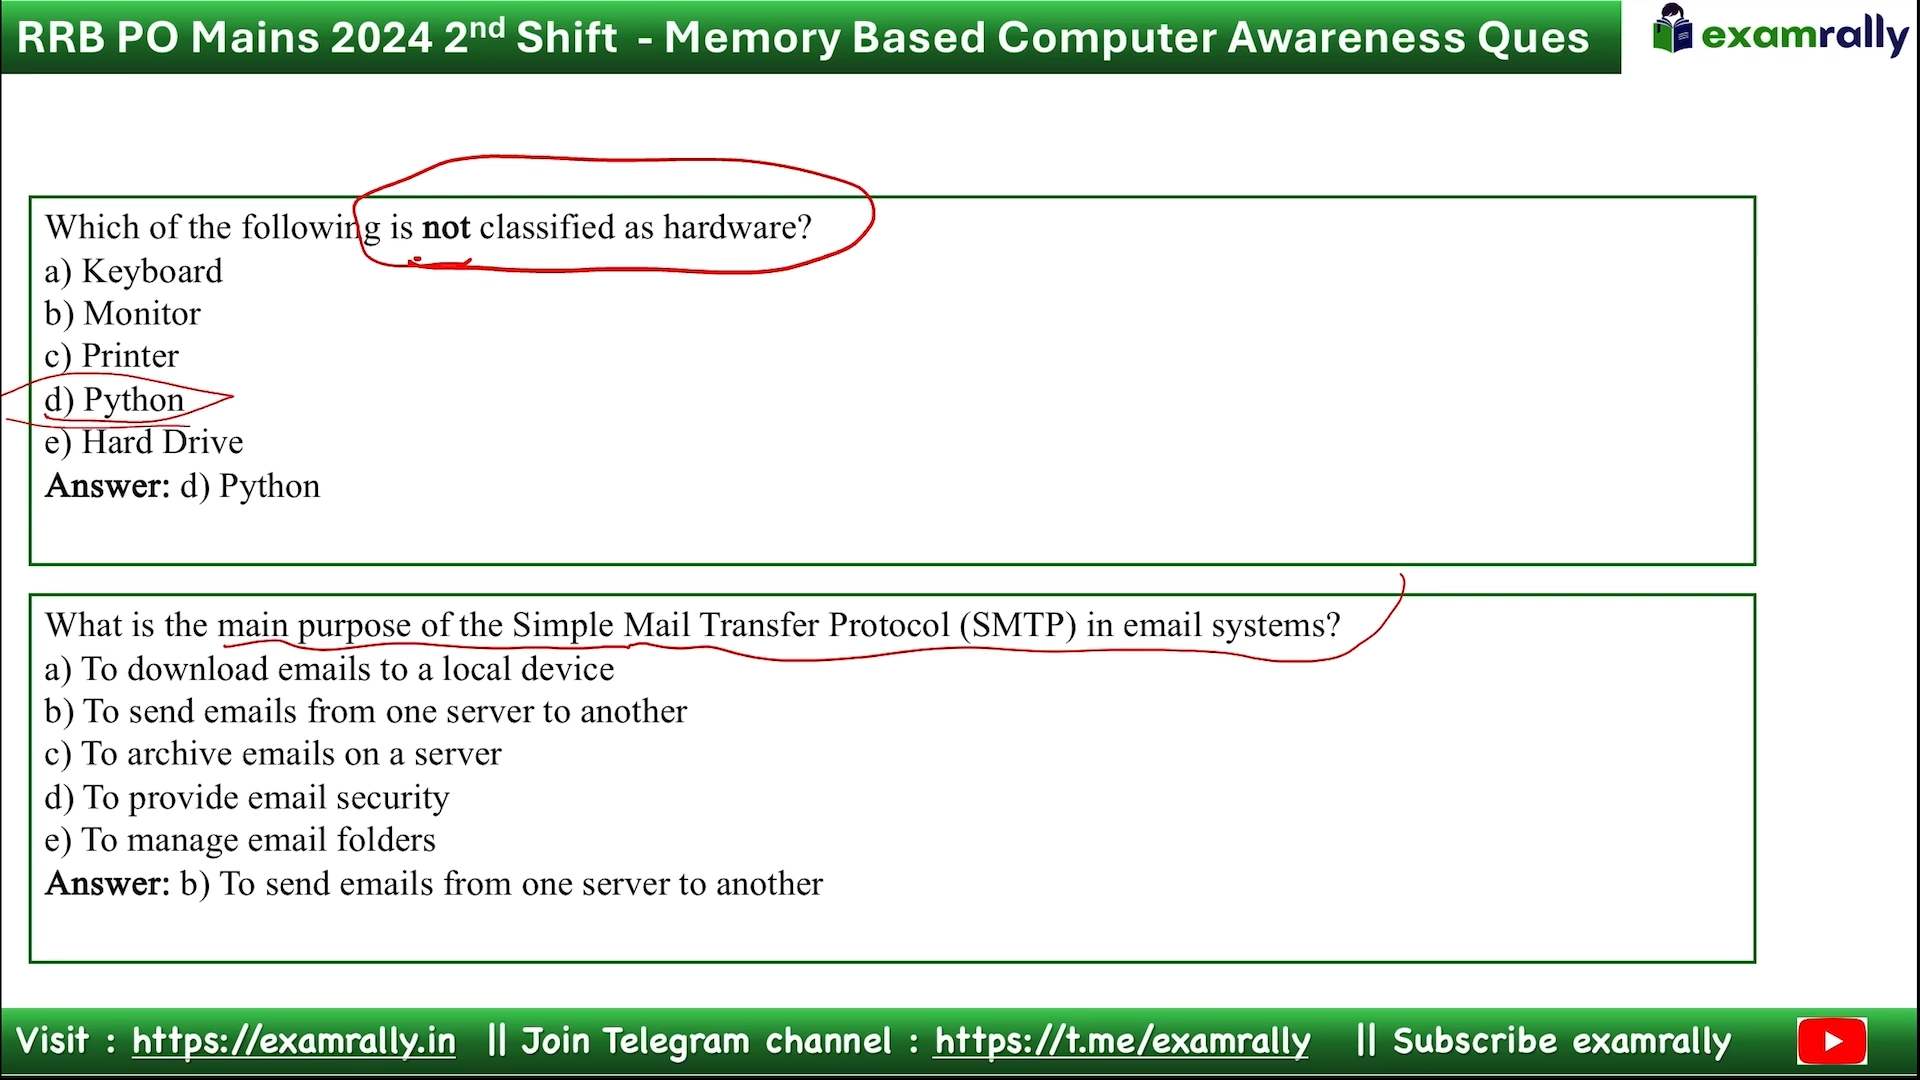 RRB PO Mains 2024 2nd Shift - Memory Based Computer Awareness Ques
examrally
Which of the following is not classified as hardware?
a) Keyboard
b) Monitor
c) Printer
d) Python
e) Hard Drive
Answer: d) Python
What is the main purpose of the Simple Mail Transfer Protocol (SMTP) in email systems?
a) To download emails to a local device
b) To send emails from one server to another
c) To archive emails on a server
d) To provide email security
e) To manage email folders
Answer: b) To send emails from one server to another
Visit : https://examrally.in || Join Telegram channel : https://t.me/examrally || Subscribe examrally